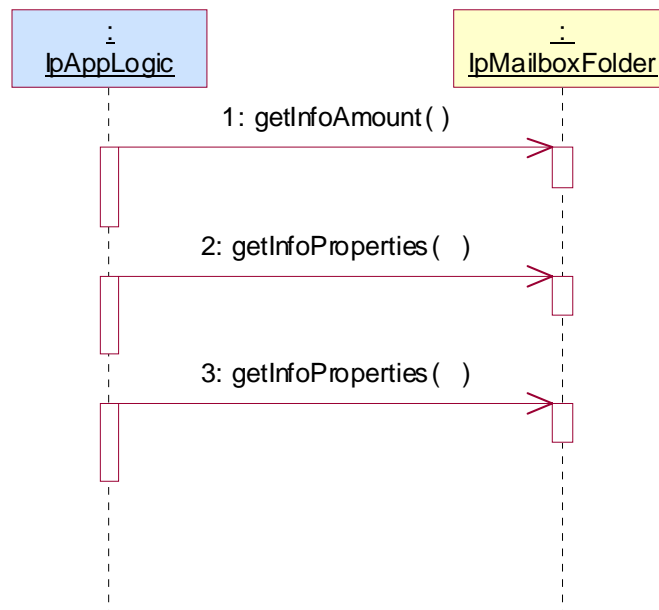 :
IpAppLogic
:
IpMailboxFolder
1: getInfoAmount( )
2: getInfoProperties(  )
3: getInfoProperties(  )